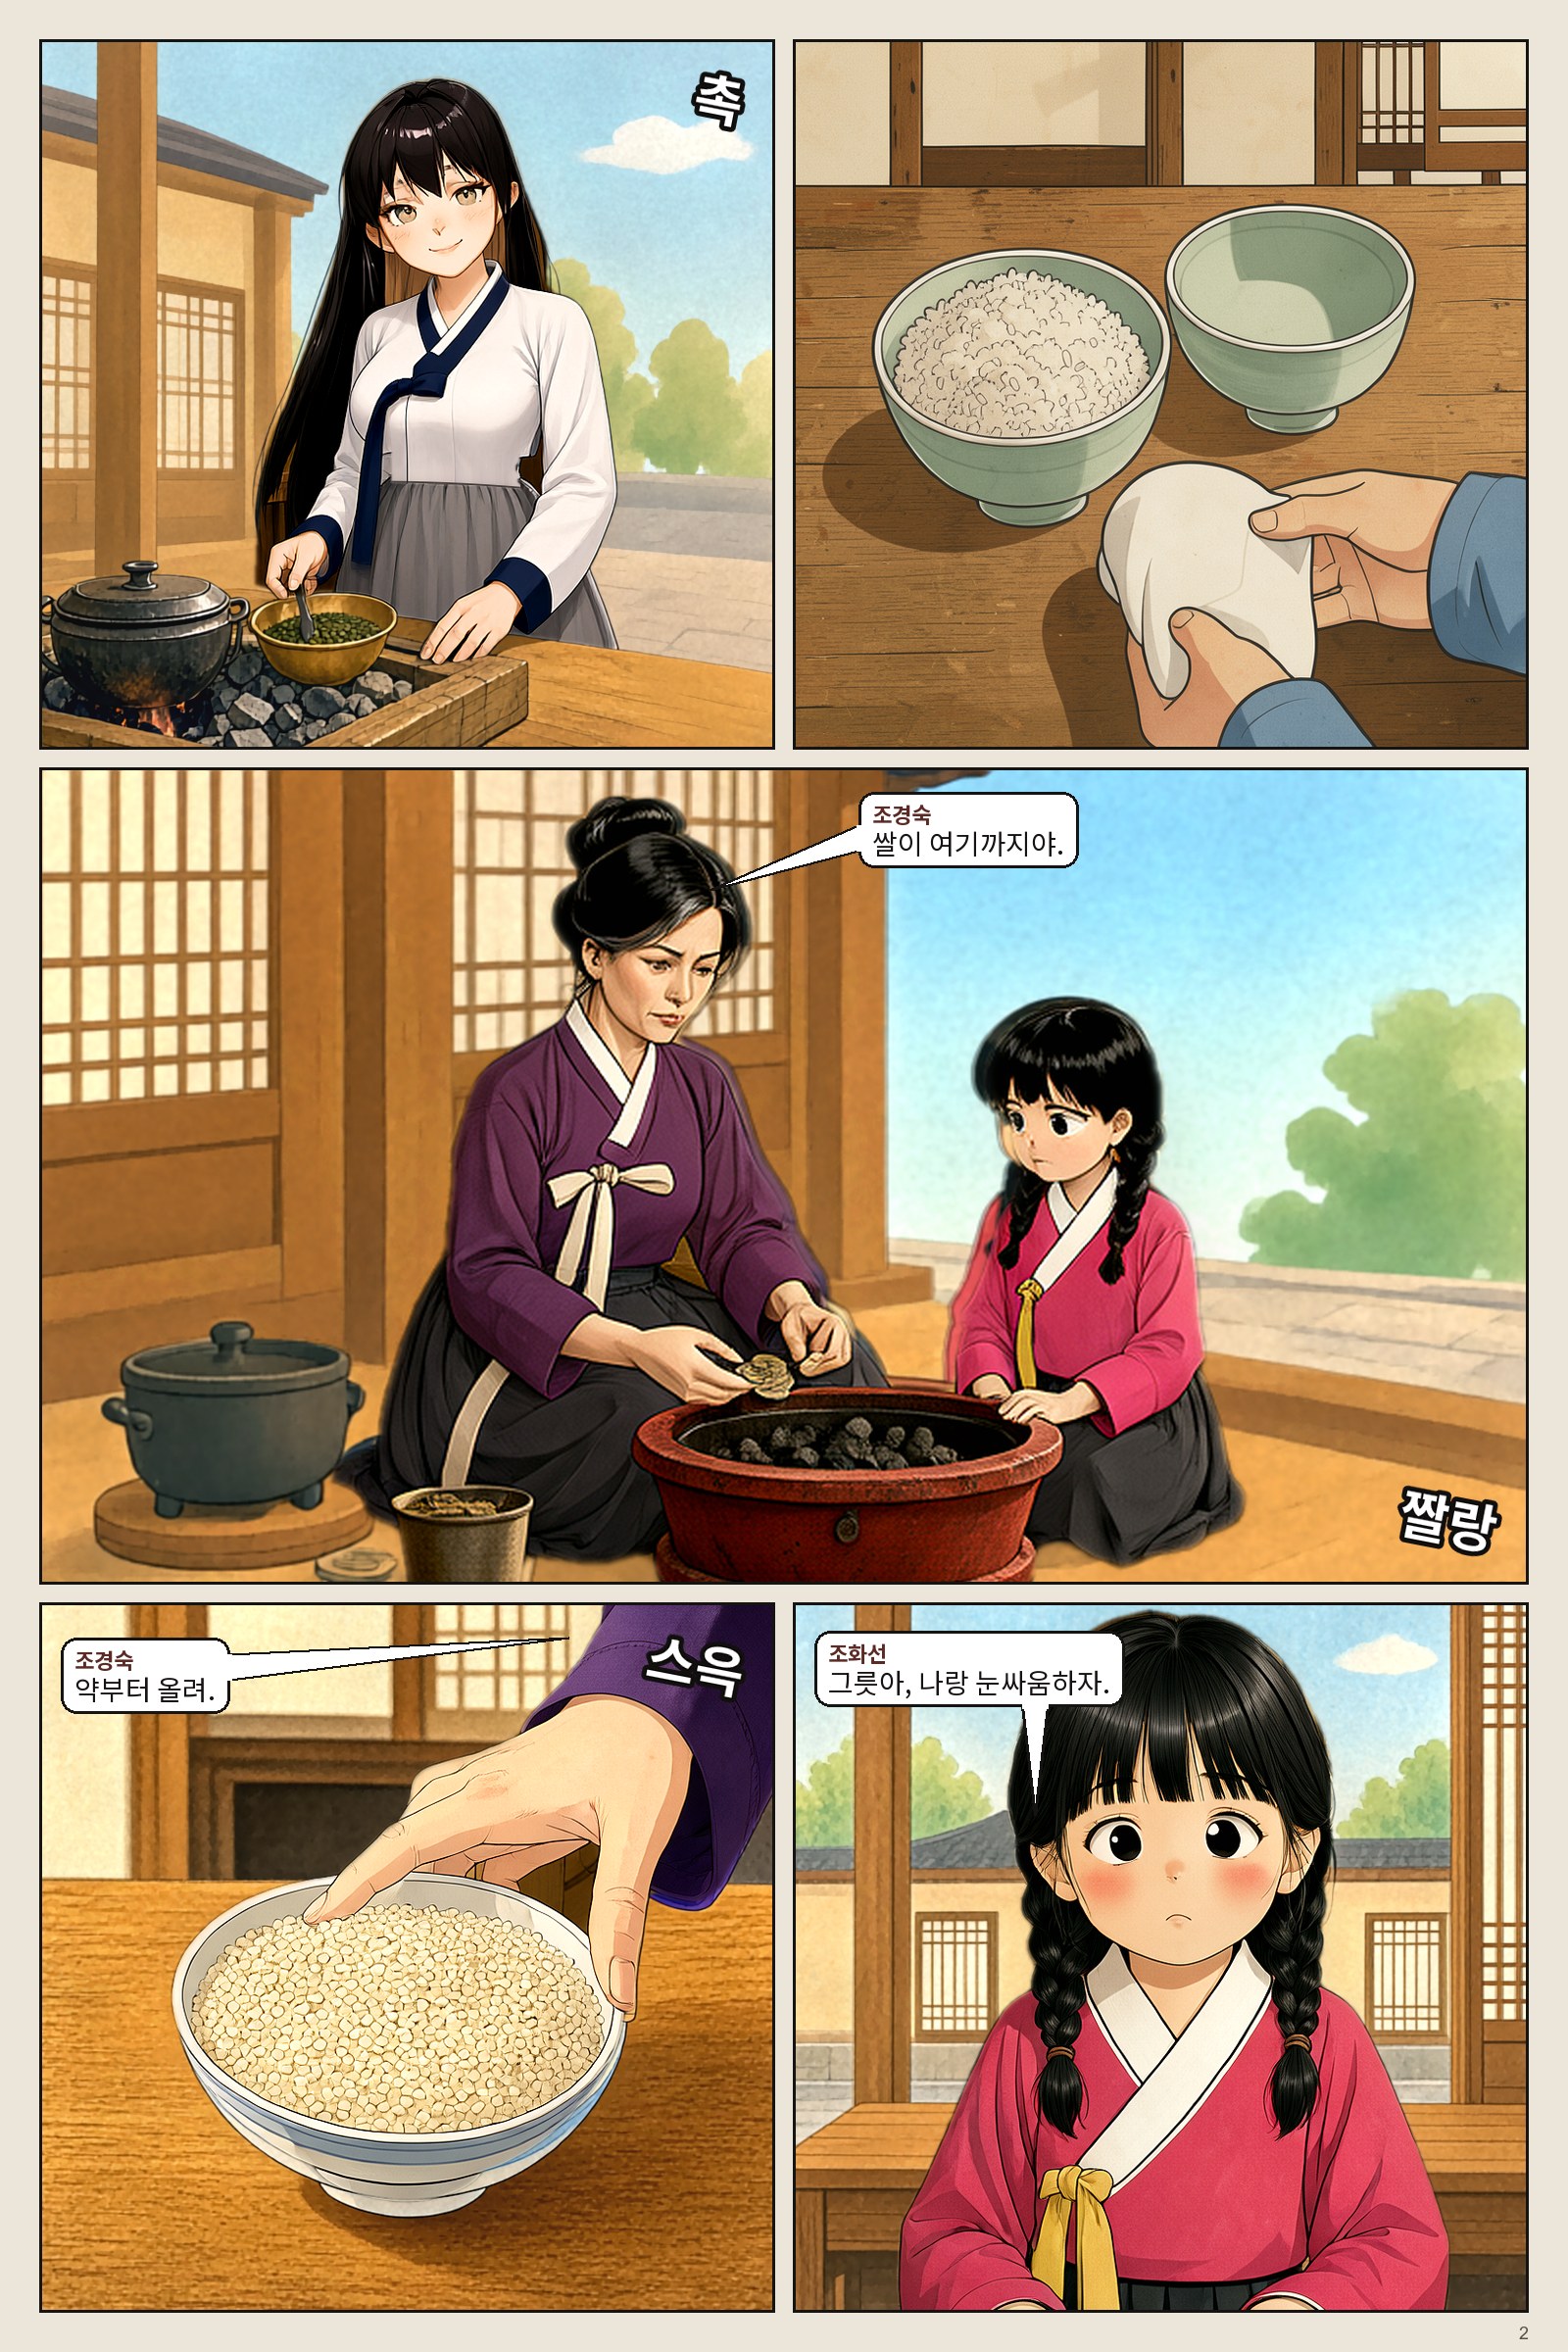 촉
조경숙
쌀이 여기까지야.
짤랑
조경숙
약부터 올려.
스윽
조화선
그릇아, 나랑 눈싸움하자.
2